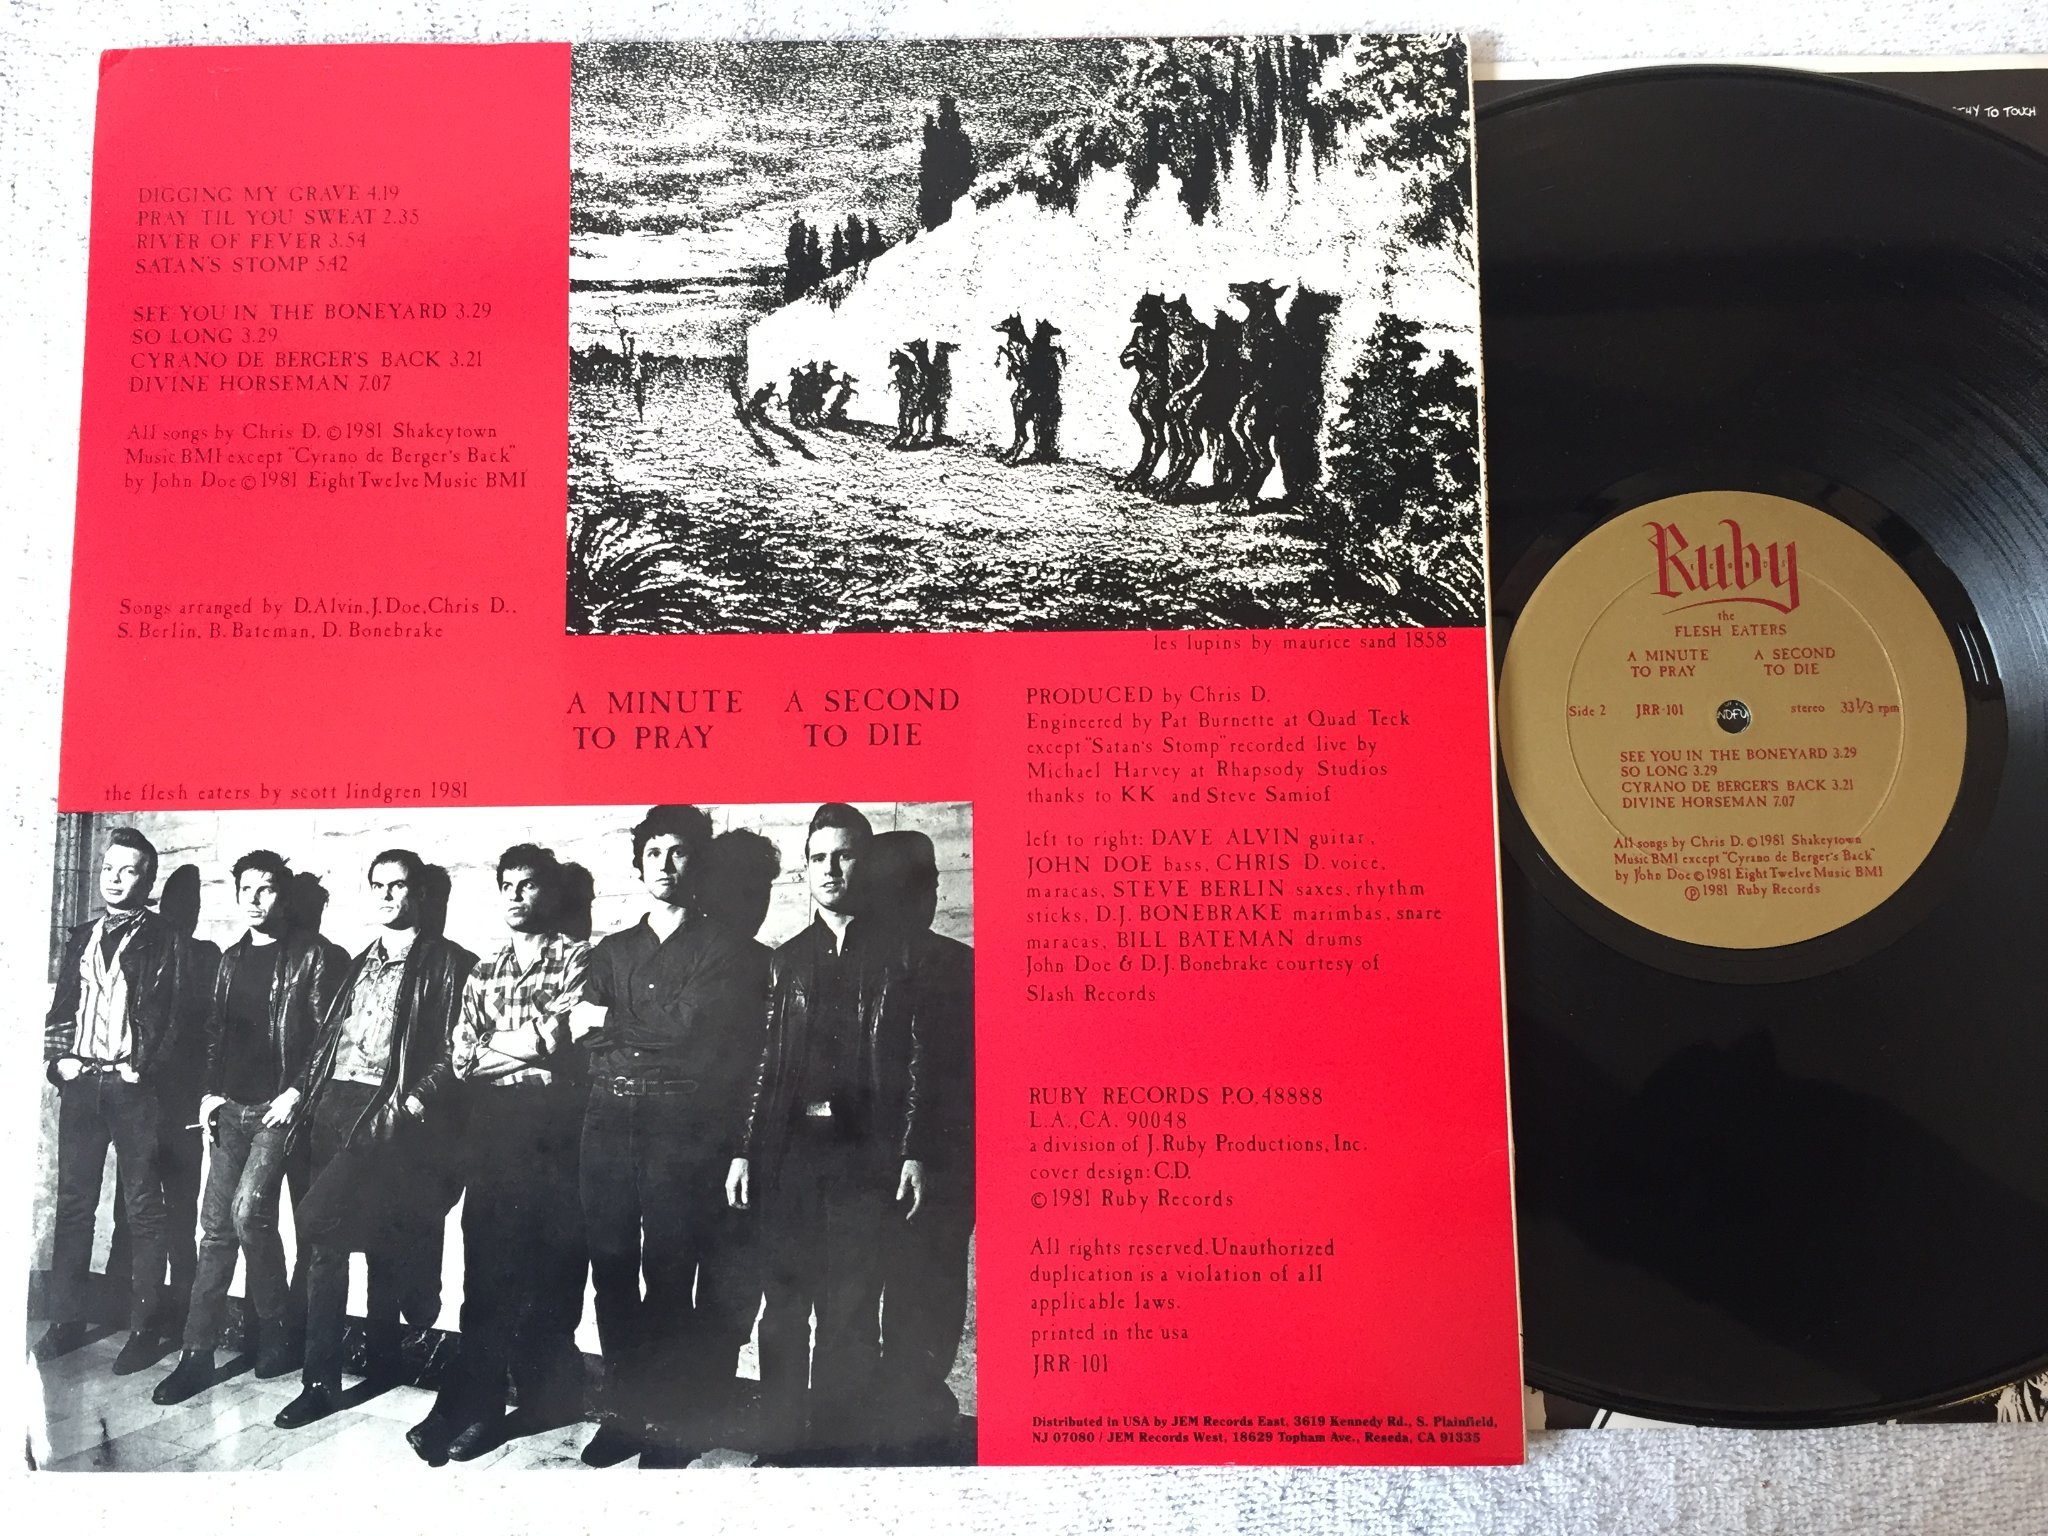 DIGGING MY GRAVE 4.19
PRAY TIL YOU SWEAT 2.35
RIVER OF FEVER 3.54
SATAN'S STOMP 5.42
SEE YOU IN THE BONEYARD 3.29
SO LONG 3.29
CYRANO DE BERGER'S BACK 3.21
DIVINE HORSEMAN 7.07
All songs by Chris D. © 1981 Shakeytown
Music BMI except "Cyrano de Berger's Back"
by John Doe © 1981 Eight Twelve Music BMI
Songs arranged by D. Alvin, J. Doe, Chris D.,
S. Berlin, B. Bateman, D. Bonebrake
les lupins by maurice sand 1858
A MINUTE A SECOND
TO PRAY TO DIE
the flesh eaters by scott lindgren 1981
PRODUCED by Chris D.
Engineered by Pat Burnette at Quad Teck
except "Satan's Stomp" recorded live by
Michael Harvey at Rhapsody Studios
thanks to KK and Steve Samiof
left to right: DAVE ALVIN guitar,
JOHN DOE bass, CHRIS D. voice,
maracas, STEVE BERLIN saxes, rhythm
sticks, D.J. BONEBRAKE marimbas, snare
maracas, BILL BATEMAN drums
John Doe & D.J. Bonebrake courtesy of
Slash Records
RUBY RECORDS P.O. 48888
L.A., CA. 90048
a division of J. Ruby Productions, Inc.
cover design: C.D.
© 1981 Ruby Records
All rights reserved. Unauthorized
duplication is a violation of all
applicable laws.
printed in the usa
JRR-101
Distributed in USA by JEM Records East, 3619 Kennedy Rd., S. Plainfield,
NJ 07080 / JEM Records West, 18629 Topham Ave., Reseda, CA 91335
TO TOUCH
Ruby
RECORDS
the
FLESH EATERS
A MINUTE A SECOND
TO PRAY TO DIE
Side 2 JRR-101 stereo 33 1/3 rpm
SEE YOU IN THE BONEYARD 3.29
SO LONG 3.29
CYRANO DE BERGER'S BACK 3.21
DIVINE HORSEMAN 7.07
All songs by Chris D. © 1981 Shakeytown
Music BMI except "Cyrano de Berger's Back"
by John Doe © 1981 Eight Twelve Music BMI
℗ 1981 Ruby Records